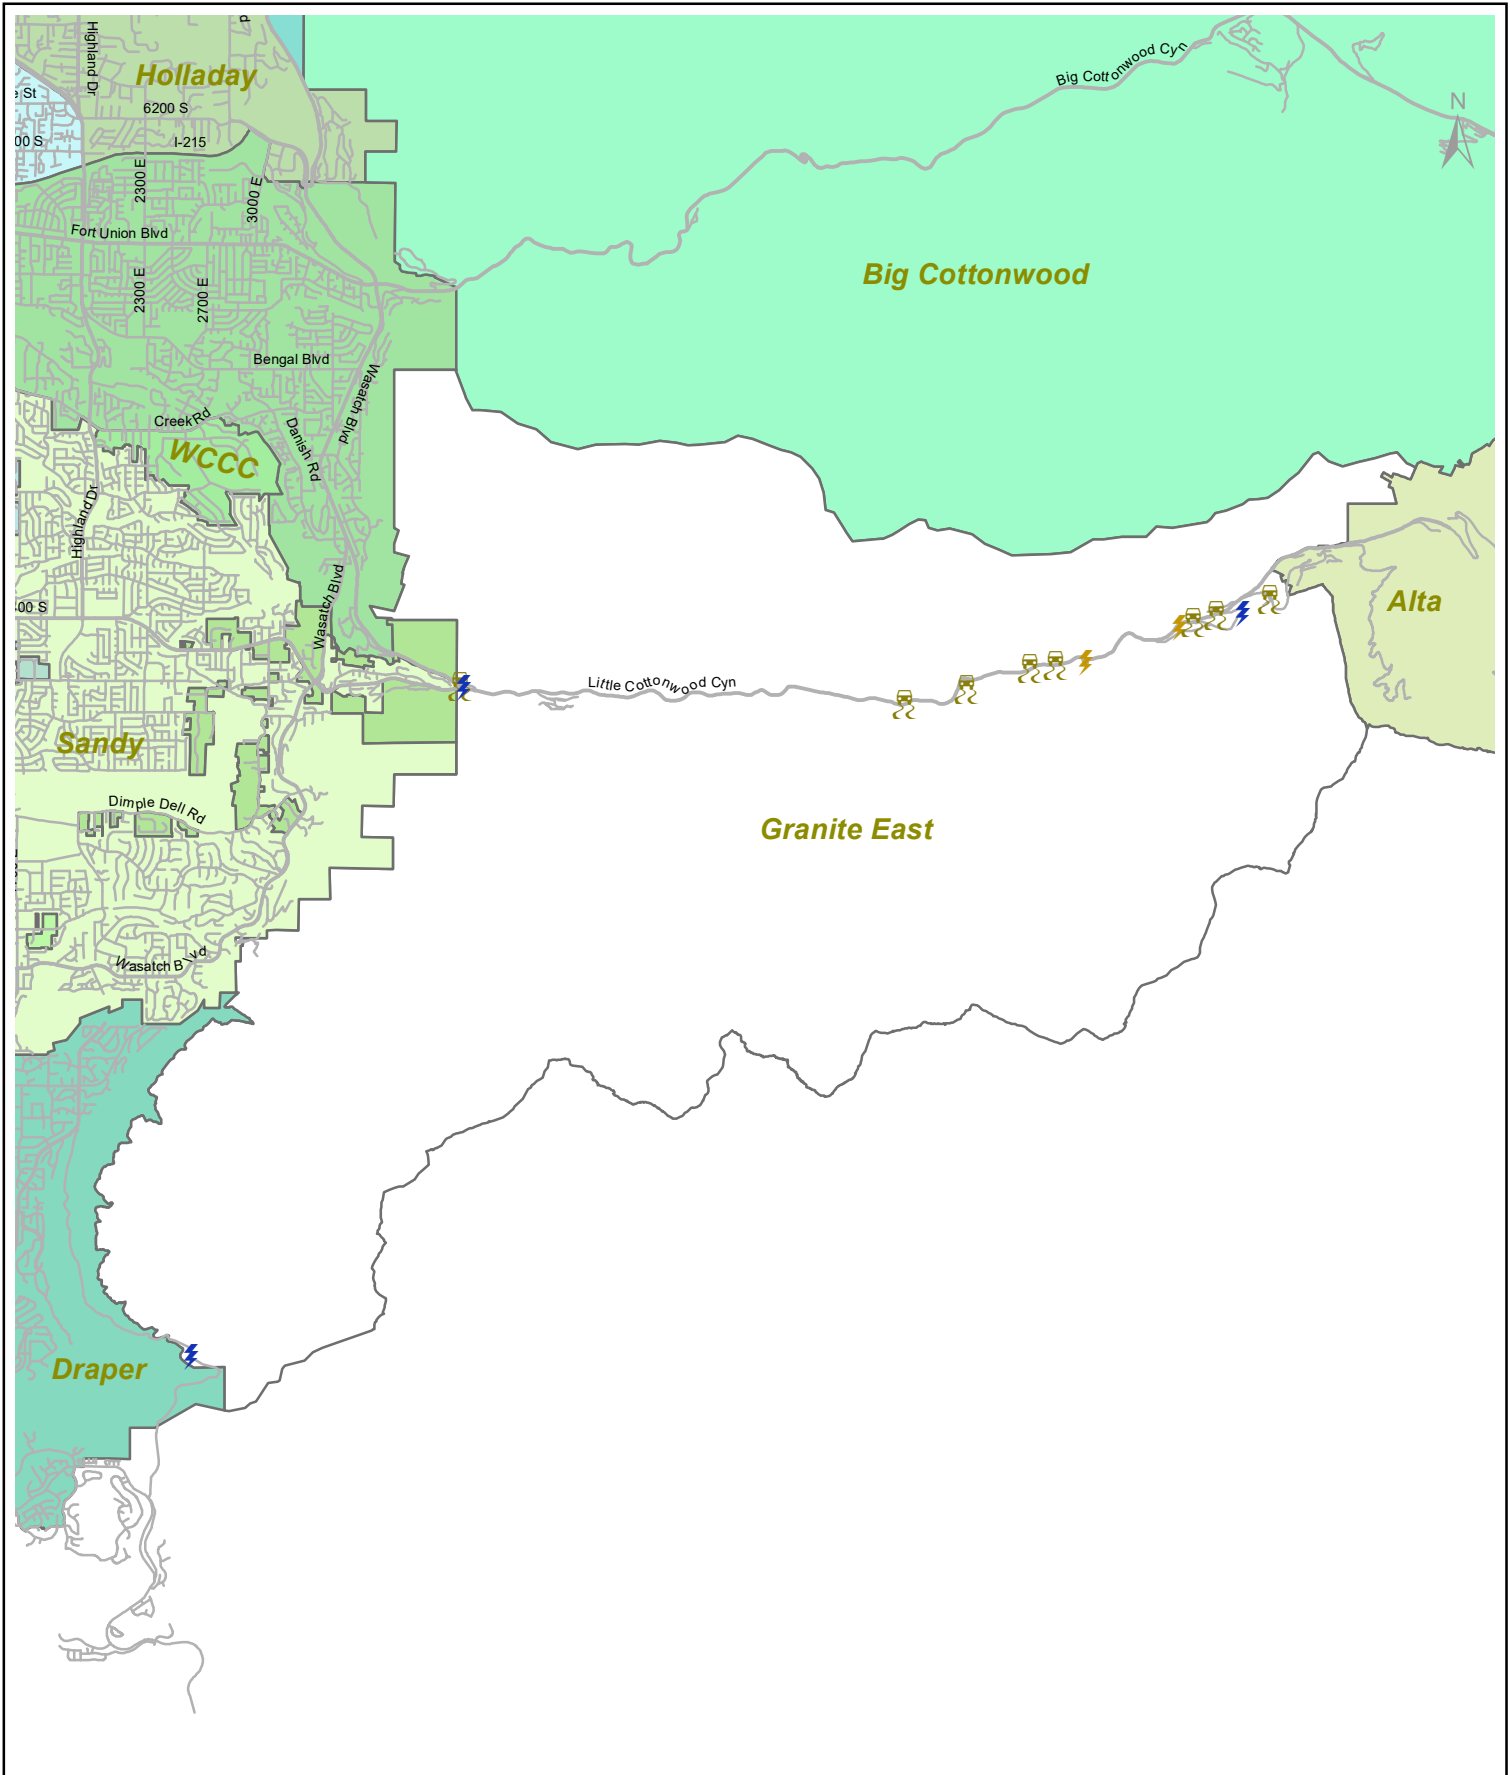 Highland Dr
Holladay
Big Cottonwood Cyn
e St
6200 S
N
00 S
I-215
2300 E
3000 E
Fort Union Blvd
Big Cottonwood
2300 E
2700 E
Bengal Blvd
Wasatch Blvd
Creek Rd
Danish Rd
WCCC
Highland Dr
Wasatch Blvd
00 S
Alta
Little Cottonwood Cyn
Sandy
Dimple Dell Rd
Granite East
Wasatch Blvd
Draper